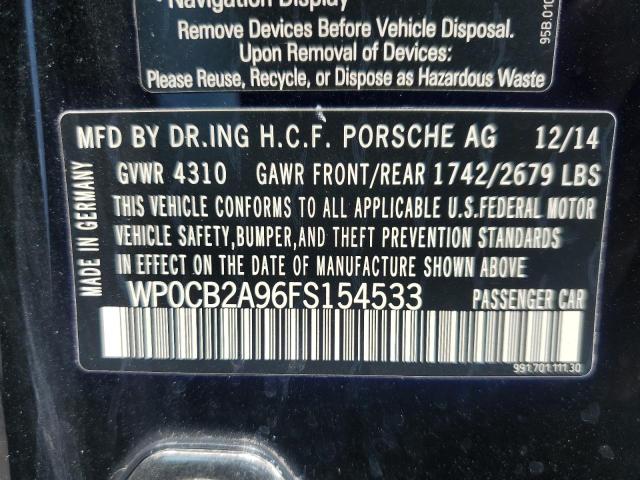 Navigation Display
Remove Devices Before Vehicle Disposal.
Upon Removal of Devices:
Please Reuse, Recycle, or Dispose as Hazardous Waste
95B.010
MFD BY DR.ING H.C.F. PORSCHE AG 12/14
GVWR 4310 GAWR FRONT/REAR 1742/2679 LBS
THIS VEHICLE CONFORMS TO ALL APPLICABLE U.S.FEDERAL MOTOR
VEHICLE SAFETY,BUMPER,AND THEFT PREVENTION STANDARDS
IN EFFECT ON THE DATE OF MANUFACTURE SHOWN ABOVE.
WP0CB2A96FS154533 PASSENGER CAR
991.701.111.30
MADE IN GERMANY